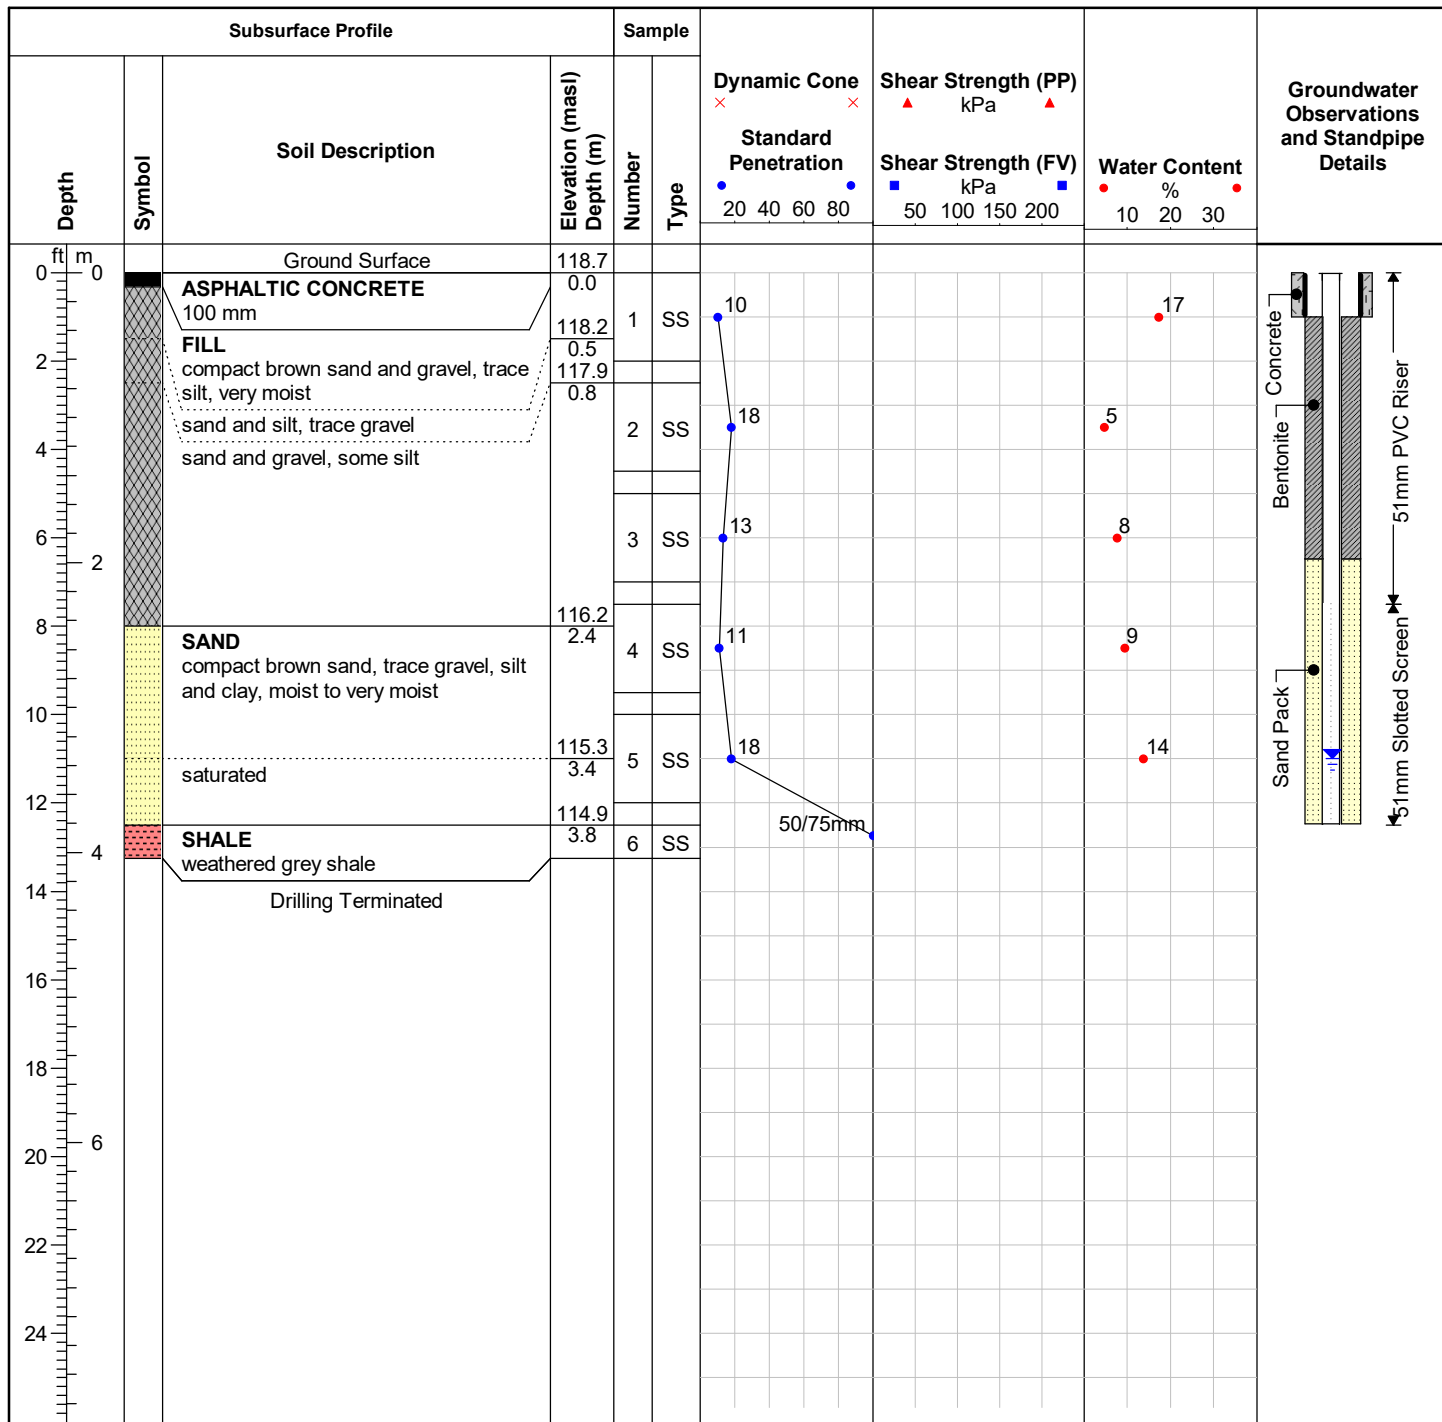 Subsurface Profile
Sample
Depth
Symbol
Soil Description
Elevation (masl)
Depth (m)
Number
Type
Dynamic Cone
Standard
Penetration
20 40 60 80
Shear Strength (PP)
kPa
Shear Strength (FV)
kPa
50 100 150 200
Water Content
%
10 20 30
Groundwater
Observations
and Standpipe
Details
ft m
0 0
2
4
6
2
8
10
12
4
14
16
18
6
20
22
24
Ground Surface
118.7
0.0
ASPHALTIC CONCRETE
100 mm
118.2
0.5
FILL
compact brown sand and gravel, trace
silt, very moist
117.9
0.8
sand and silt, trace gravel
sand and gravel, some silt
116.2
2.4
SAND
compact brown sand, trace gravel, silt
and clay, moist to very moist
115.3
3.4
saturated
114.9
3.8
SHALE
weathered grey shale
Drilling Terminated
1 SS
2 SS
3 SS
4 SS
5 SS
6 SS
10
18
13
11
18
50/75mm
17
5
8
9
14
Concrete
Bentonite
Sand Pack
51mm PVC Riser
51mm Slotted Screen